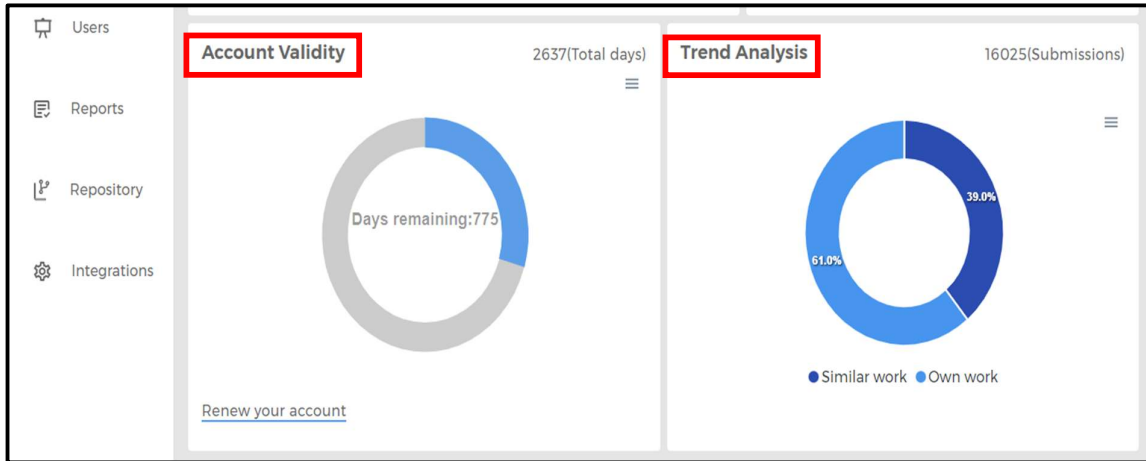 Users
Reports
Repository
Integrations
Account Validity
2637(Total days)
Days remaining:775
Renew your account
Trend Analysis
16025(Submissions)
39.0%
61.0%
Similar work Own work